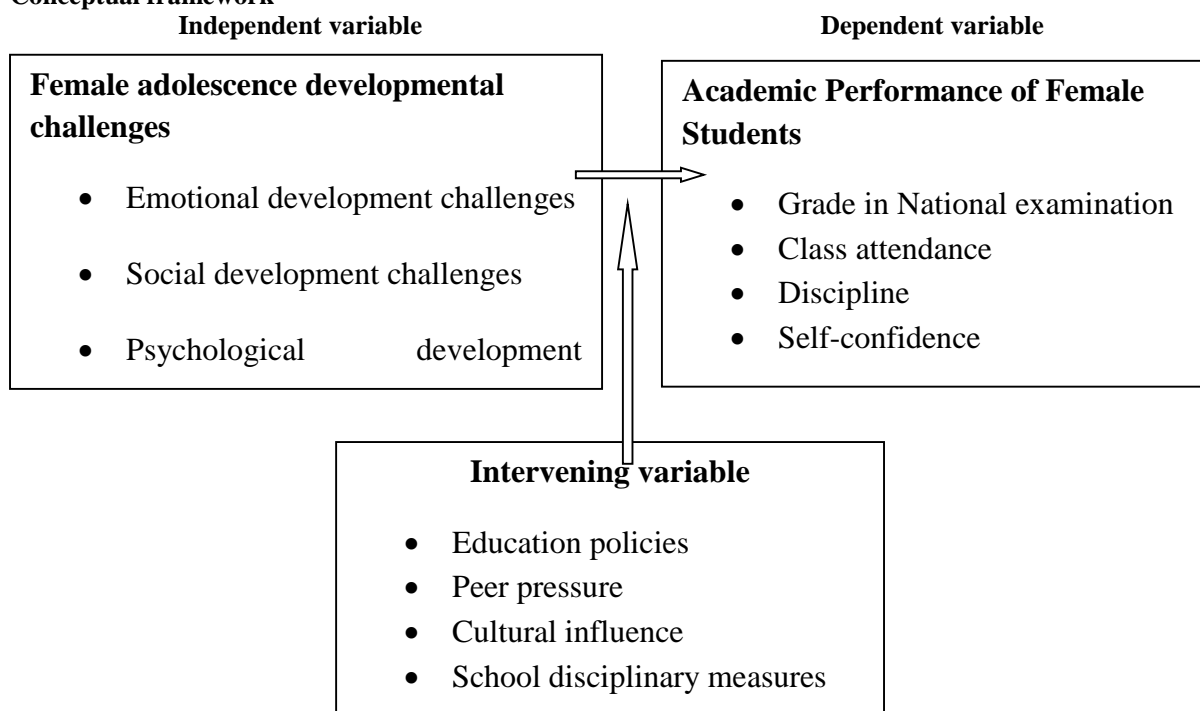 Conceptual framework
Independent variable
Dependent variable
Female adolescence developmental
challenges
• Emotional development challenges
• Social development challenges
• Psychological development
Academic Performance of Female
Students
• Grade in National examination
• Class attendance
• Discipline
• Self-confidence
Intervening variable
• Education policies
• Peer pressure
• Cultural influence
• School disciplinary measures